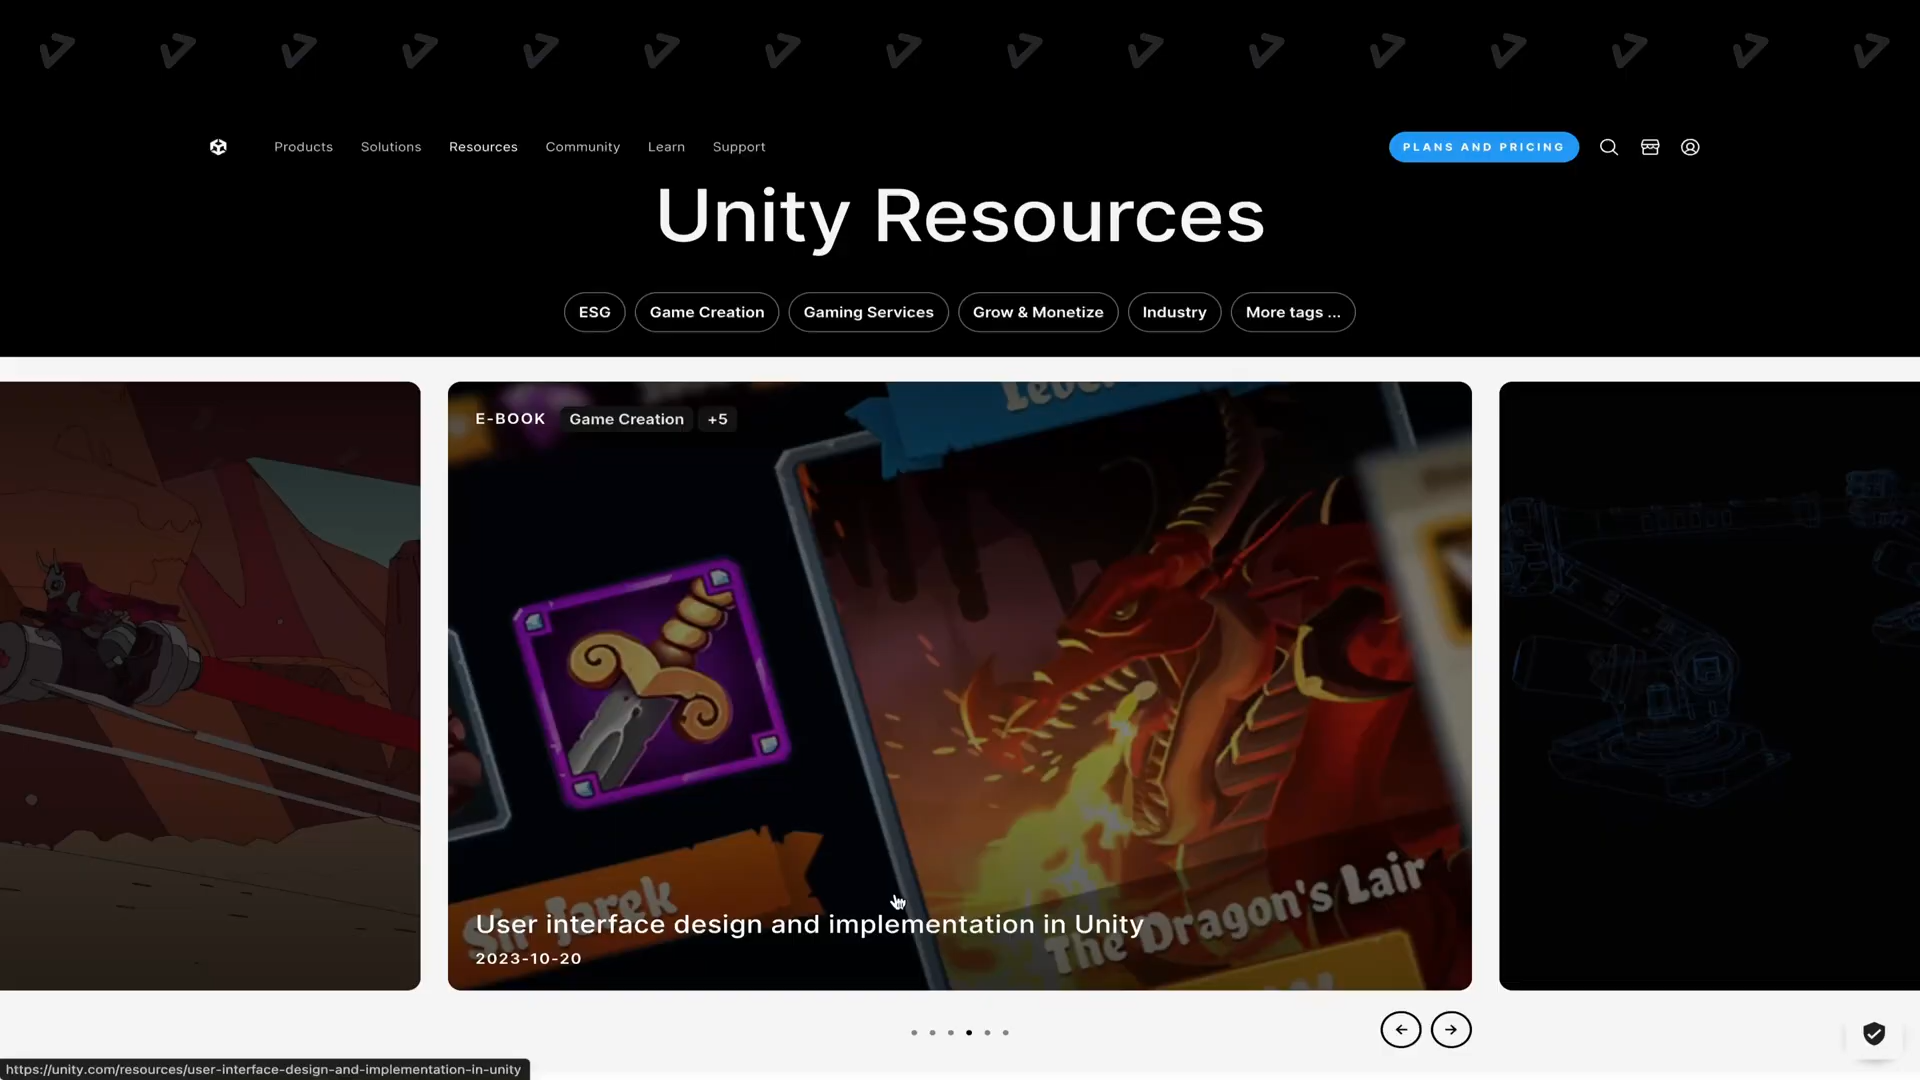 Products Solutions Resources Community Learn Support PLANS AND PRICING
Unity Resources
ESG Game Creation Gaming Services Grow & Monetize Industry More tags ...
E-BOOK Game Creation +5
Sir Jarek
The Dragon's Lair
User interface design and implementation in Unity
2023-10-20
https://unity.com/resources/user-interface-design-and-implementation-in-unity